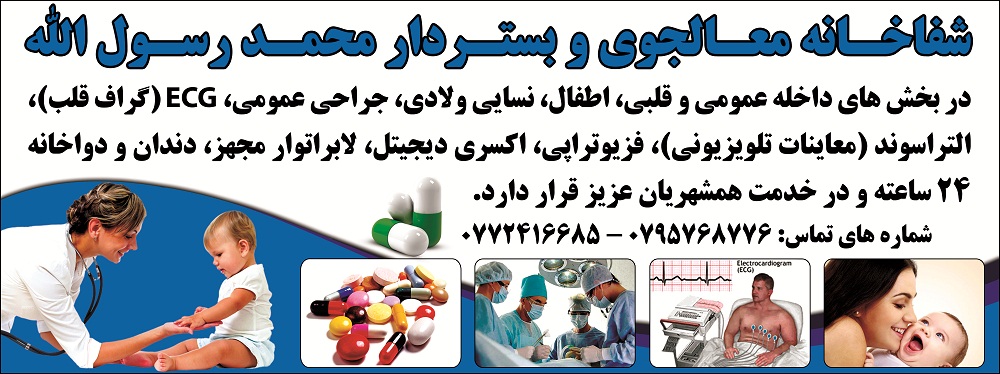 شفاخانه معالجوی و بستردار محمد رسول الله
در بخش های داخله عمومی و قلبی، اطفال، نسایی ولادی، جراحی عمومی، ECG (گراف قلب)،
التراسوند (معاینات تلویزیونی)، فزیوتراپی، اکسری دیجیتل، لابراتوار مجهز، دندان و دواخانه
۲۴ ساعته و در خدمت همشهریان عزیز قرار دارد.
شماره های تماس: ۰۷۹۵۷۶۸۷۷۶ – ۰۷۷۲۴۱۶۶۸۵
Electrocardiogram
(ECG)